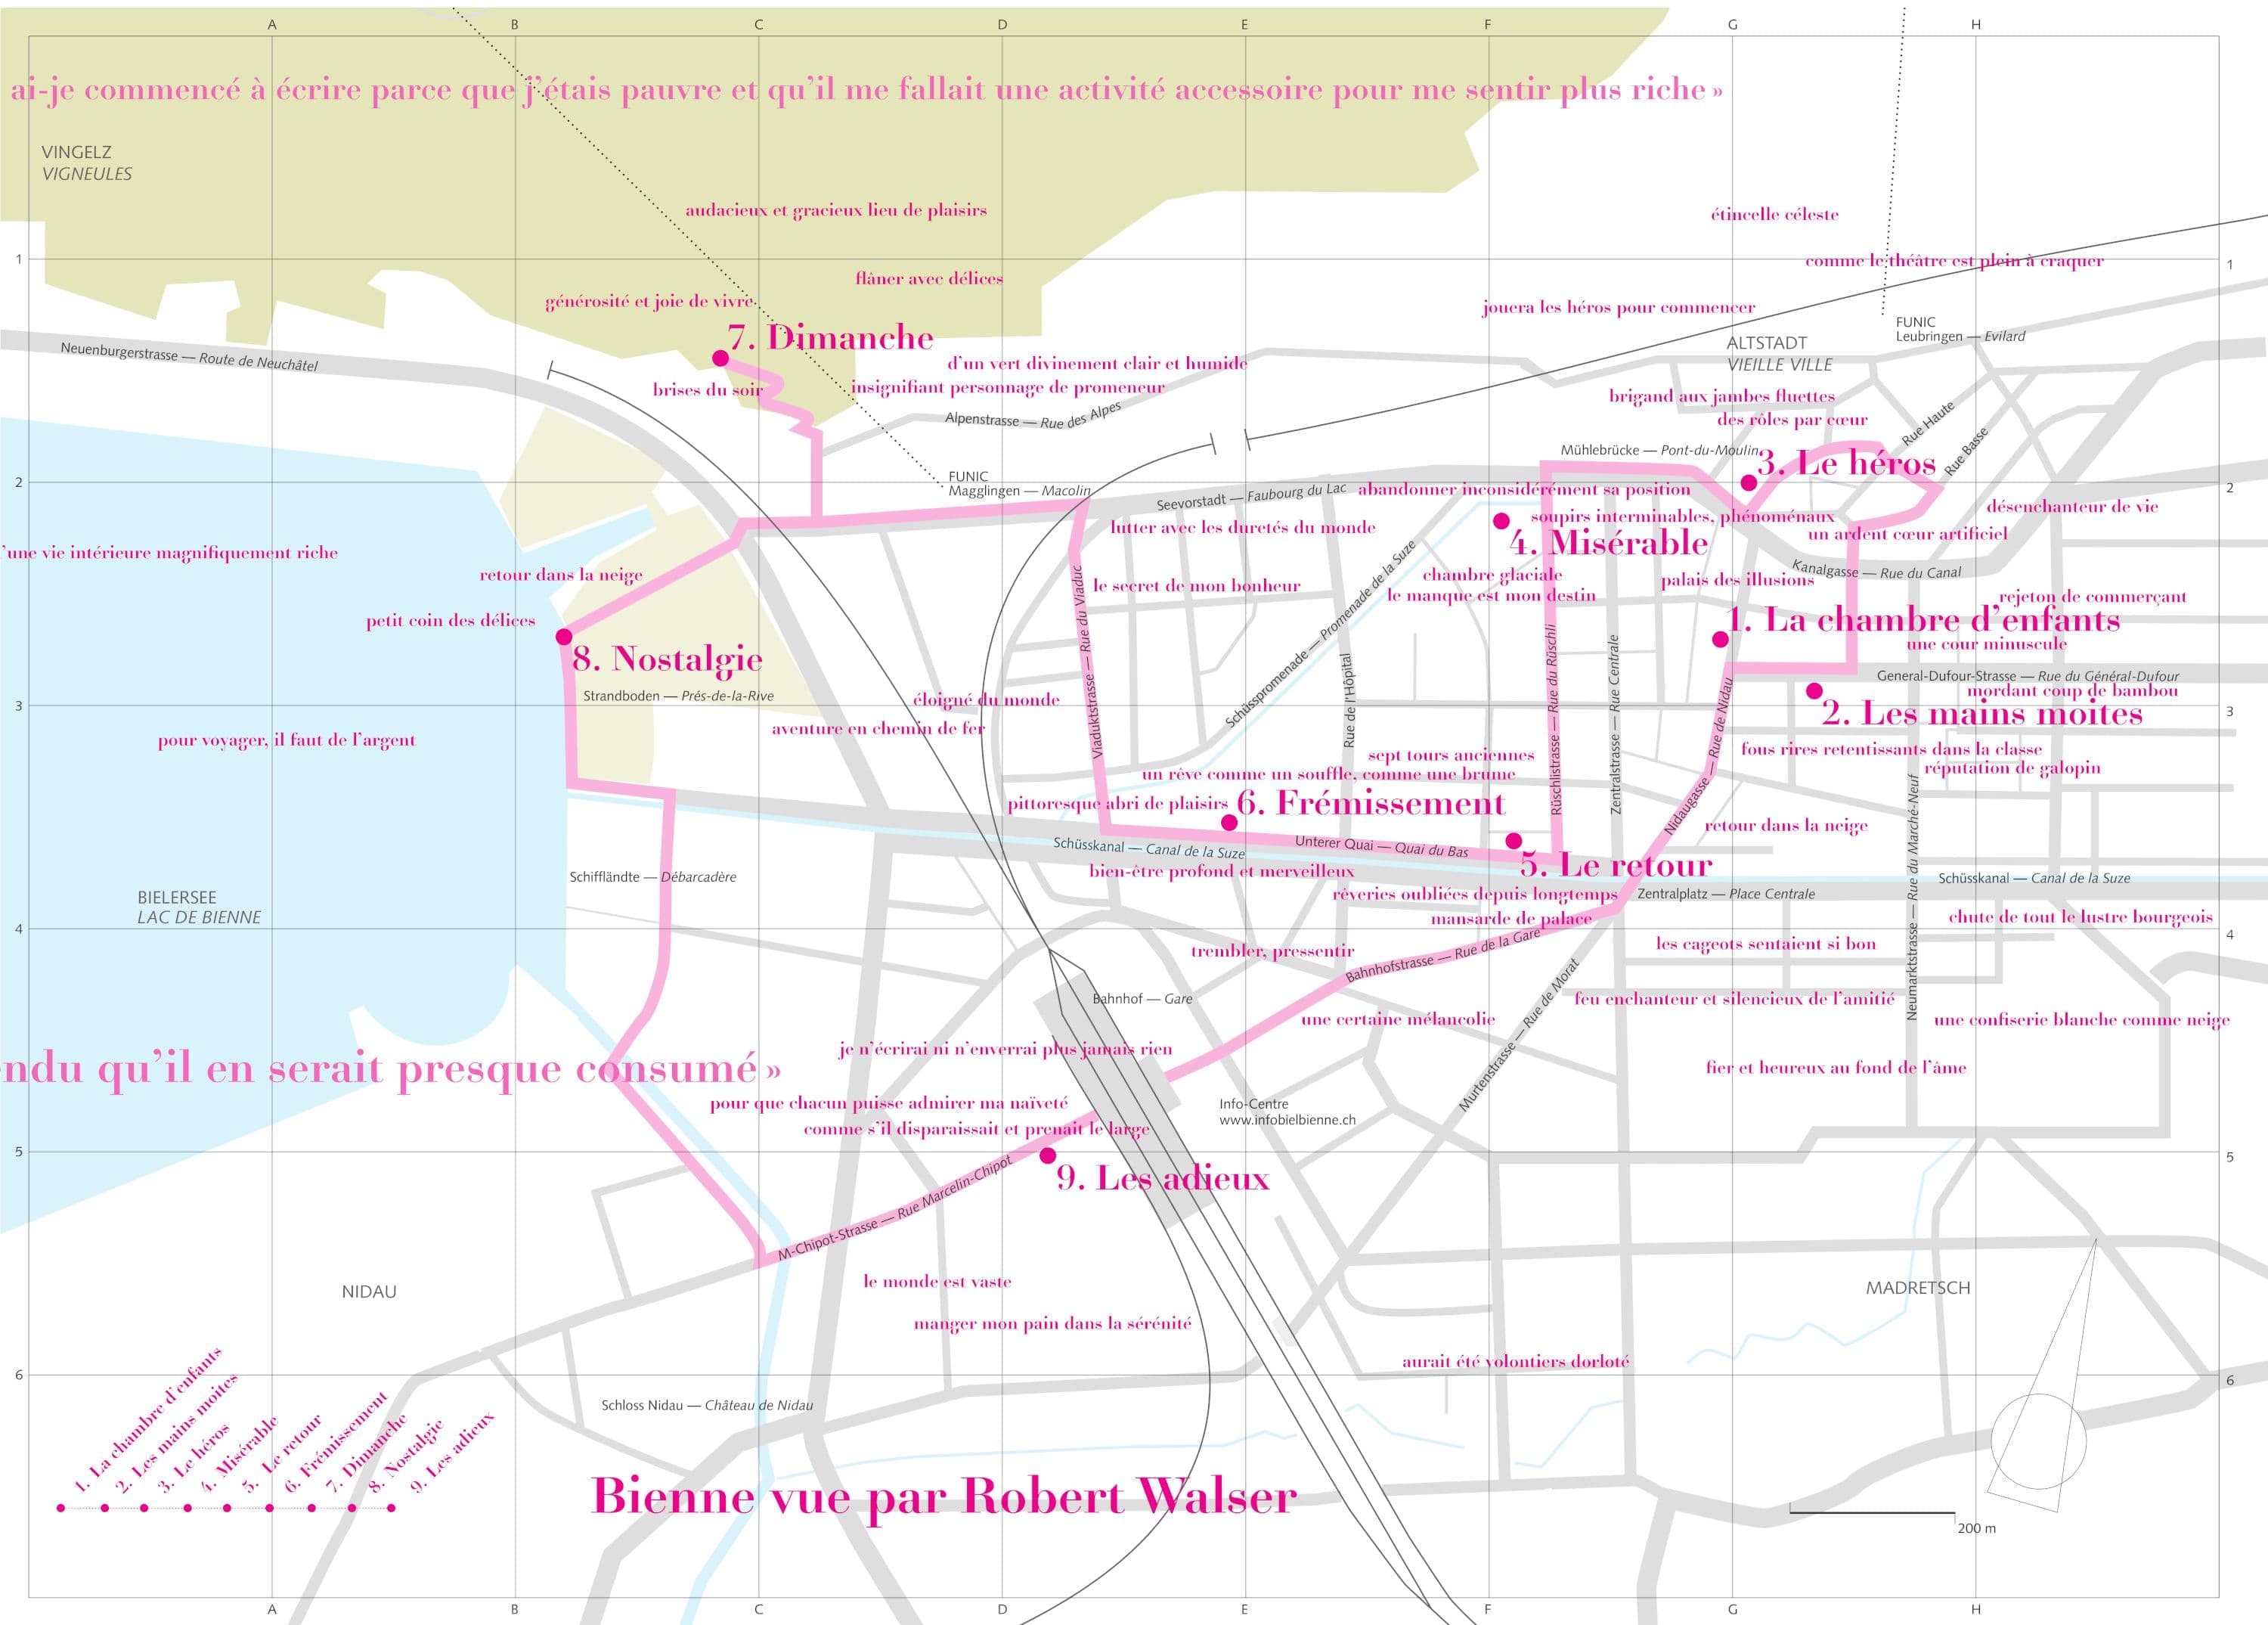 A B C D E F G H
ai-je commencé à écrire parce que j'étais pauvre et qu'il me fallait une activité accessoire pour me sentir plus riche»
VINGELZ
VIGNEULES
audacieux et gracieux lieu de plaisirs
étincelle céleste
1
comme le théâtre est plein à craquer
1
flâner avec délices
générosité et joie de vivre
jouera les héros pour commencer
FUNIC
Leubringen — Evilard
7. Dimanche
ALTSTADT
VIEILLE VILLE
Neuenburgerstrasse — Route de Neuchâtel
d'un vert divinement clair et humide
brises du soir
insignifiant personnage de promeneur
brigand aux jambes fluettes
Alpenstrasse — Rue des Alpes
des rôles par cœur
Rue Haute
Rue Basse
Mühlebrücke — Pont-du-Moulin
3. Le héros
2
FUNIC
Magglingen — Macolin
Seevorstadt — Faubourg du Lac
abandonner inconsidérément sa position
2
désenchanteur de vie
lutter avec les duretés du monde
soupirs interminables, phénoménaux
un ardent cœur artificiel
4. Misérable
'une vie intérieure magnifiquement riche
retour dans la neige
le secret de mon bonheur
chambre glaciale
palais des illusions
Kanalgasse — Rue du Canal
le manque est mon destin
rejeton de commerçant
petit coin des délices
1. La chambre d'enfants
une cour minuscule
8. Nostalgie
Strandboden — Prés-de-la-Rive
Viaduktstrasse — Rue du Viaduc
Schüsspromenade — Promenade de la Suze
Rue de l'Hôpital
Rüschlistrasse — Rue du Rüschli
Zentralstrasse — Rue Centrale
Nidaugasse — Rue de Nidau
General-Dufour-Strasse — Rue du Général-Dufour
mordant coup de bambou
éloigné du monde
3
2. Les mains moites
3
aventure en chemin de fer
pour voyager, il faut de l'argent
fous rires retentissants dans la classe
sept tours anciennes
réputation de galopin
un rêve comme un souffle, comme une brume
pittoresque abri de plaisirs
6. Frémissement
retour dans la neige
Schüsskanal — Canal de la Suze
Unterer Quai — Quai du Bas
5. Le retour
bien-être profond et merveilleux
Schiffländte — Débarcadère
Schüsskanal — Canal de la Suze
Neumarktstrasse — Rue du Marché-Neuf
BIELERSEE
LAC DE BIENNE
rêveries oubliées depuis longtemps
Zentralplatz — Place Centrale
mansarde de palace
chute de tout le lustre bourgeois
4
4
trembler, pressentir
Bahnhofstrasse — Rue de la Gare
les cageots sentaient si bon
Bahnhof — Gare
feu enchanteur et silencieux de l'amitié
une certaine mélancolie
Murtenstrasse — Rue de Morat
une confiserie blanche comme neige
je n'écrirai ni n'enverrai plus jamais rien
ndu qu'il en serait presque consumé»
fier et heureux au fond de l'âme
pour que chacun puisse admirer ma naïveté
Info-Centre
www.infobielbienne.ch
comme s'il disparaissait et prenait le large
5
5
9. Les adieux
M-Chipot-Strasse — Rue Marcelin-Chipot
le monde est vaste
NIDAU
MADRETSCH
manger mon pain dans la sérénité
aurait été volontiers dorloté
6
6
Schloss Nidau — Château de Nidau
1. La chambre d'enfants
2. Les mains moites
3. Le héros
4. Misérable
5. Le retour
6. Frémissement
7. Dimanche
8. Nostalgie
9. Les adieux
Bienne vue par Robert Walser
200 m
A B C D E F G H